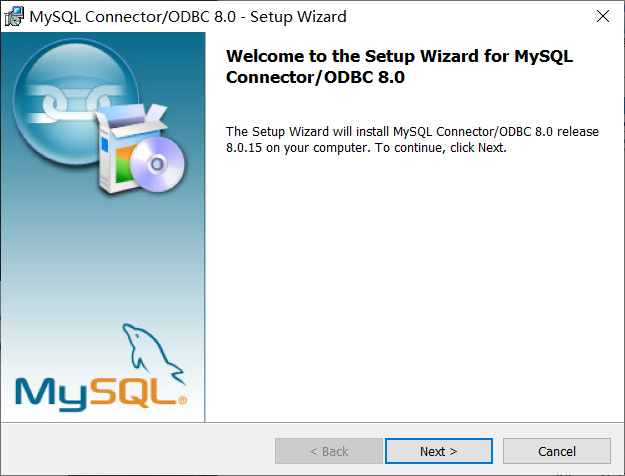 MySQL Connector/ODBC 8.0 - Setup Wizard
Welcome to the Setup Wizard for MySQL
Connector/ODBC 8.0
The Setup Wizard will install MySQL Connector/ODBC 8.0 release
8.0.15 on your computer. To continue, click Next.
MySQL®
< Back
Next >
Cancel